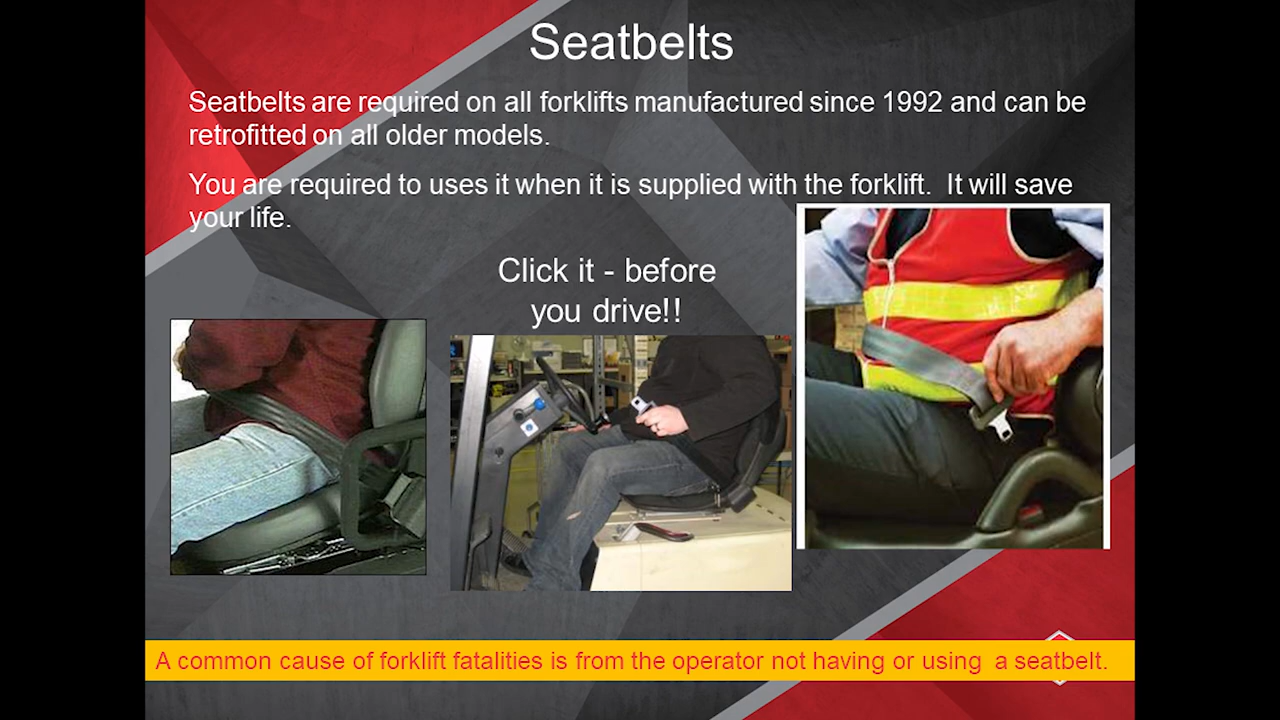 Seatbelts
Seatbelts are required on all forklifts manufactured since 1992 and can be
retrofitted on all older models.
You are required to uses it when it is supplied with the forklift.  It will save
your life.
Click it - before
you drive!!
A common cause of forklift fatalities is from the operator not having or using  a seatbelt.